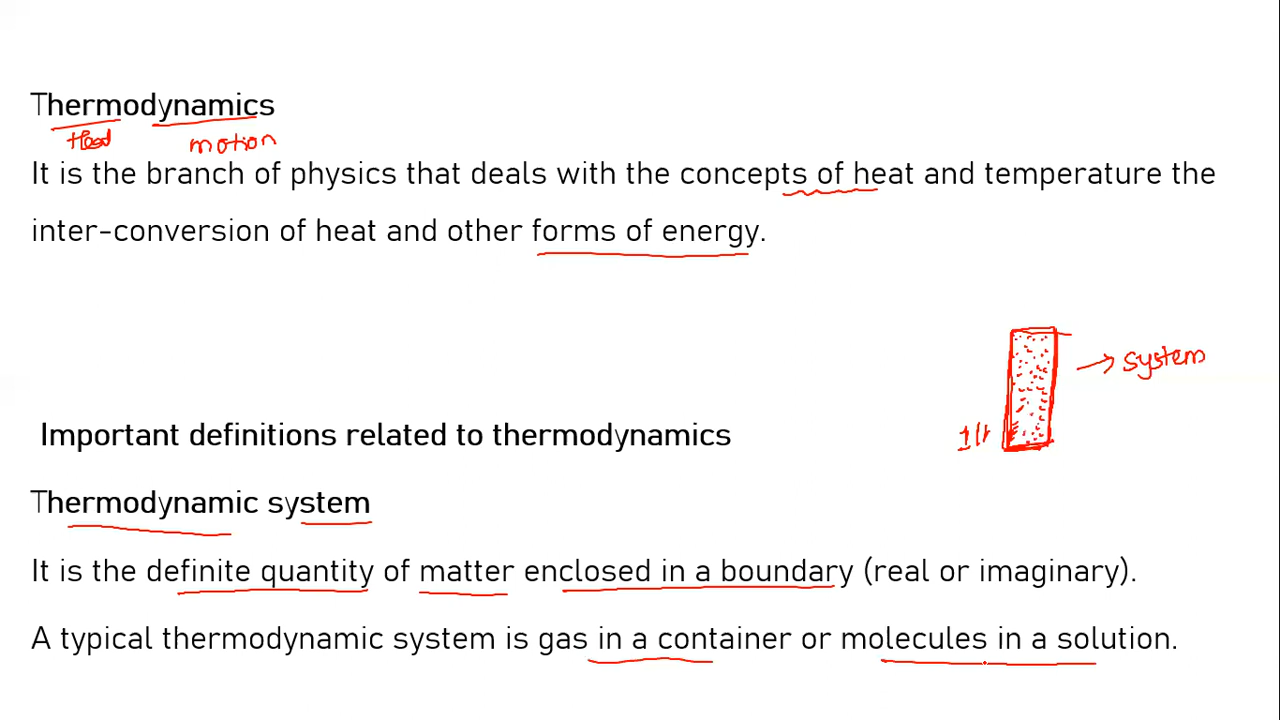 Thermodynamics
motion
It is the branch of physics that deals with the concepts of heat and temperature the
inter-conversion of heat and other forms of energy.
system
Important definitions related to thermodynamics
Thermodynamic system
It is the definite quantity of matter enclosed in a boundary (real or imaginary).
A typical thermodynamic system is gas in a container or molecules in a solution.